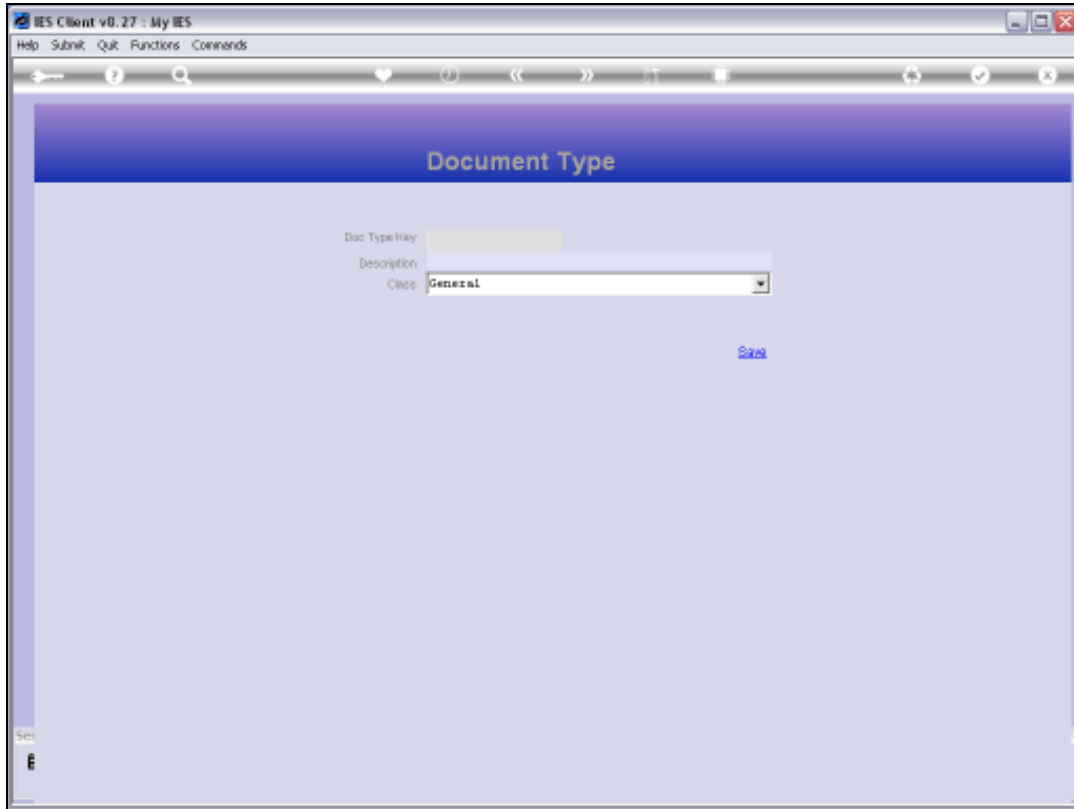 IES Client v8.27 : My IES
Help Submit Quit Functions Commands
Document Type
Doc Type Key
Description
Class General
Save